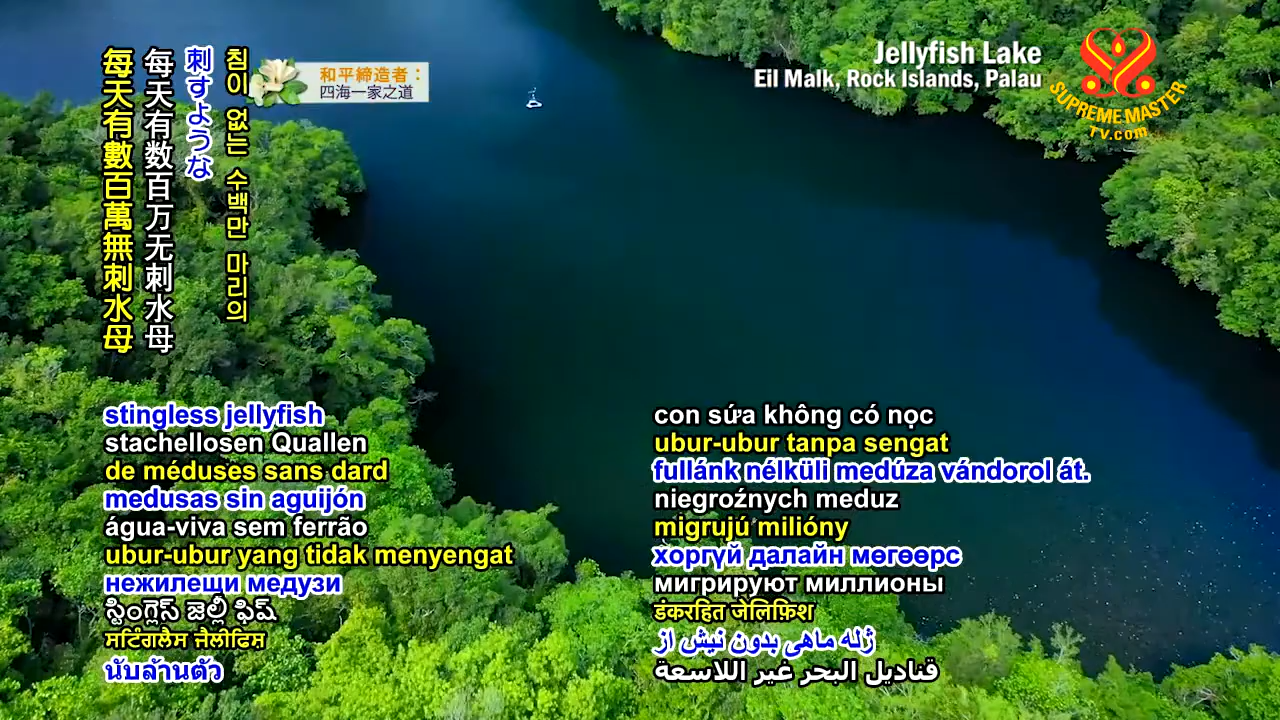 Jellyfish Lake
Eil Malk, Rock Islands, Palau
SUPREME MASTER
TV.com
和平締造者：
四海一家之道
침이 없는 수백만 마리의
刺すような
每天有数百万无刺水母
每天有數百萬無刺水母
stingless jellyfish
stachellosen Quallen
de méduses sans dard
medusas sin aguijón
água-viva sem ferrão
ubur-ubur yang tidak menyengat
нежилещи медузи
స్టింగ్లెస్ జెల్లీ ఫిష్
ਸਟਿੰਗਲੈਸ ਜੈਲੀਫਿਸ਼
นับล้านตัว
con sứa không có nọc
ubur-ubur tanpa sengat
fullánk nélküli medúza vándorol át.
niegroźnych meduz
migrujú milióny
хоргүй далайн мөгөөрс
мигрируют миллионы
डंकरहित जेलिफ़िश
ژله ماهی بدون نیش از
قناديل البحر غير اللاسعة